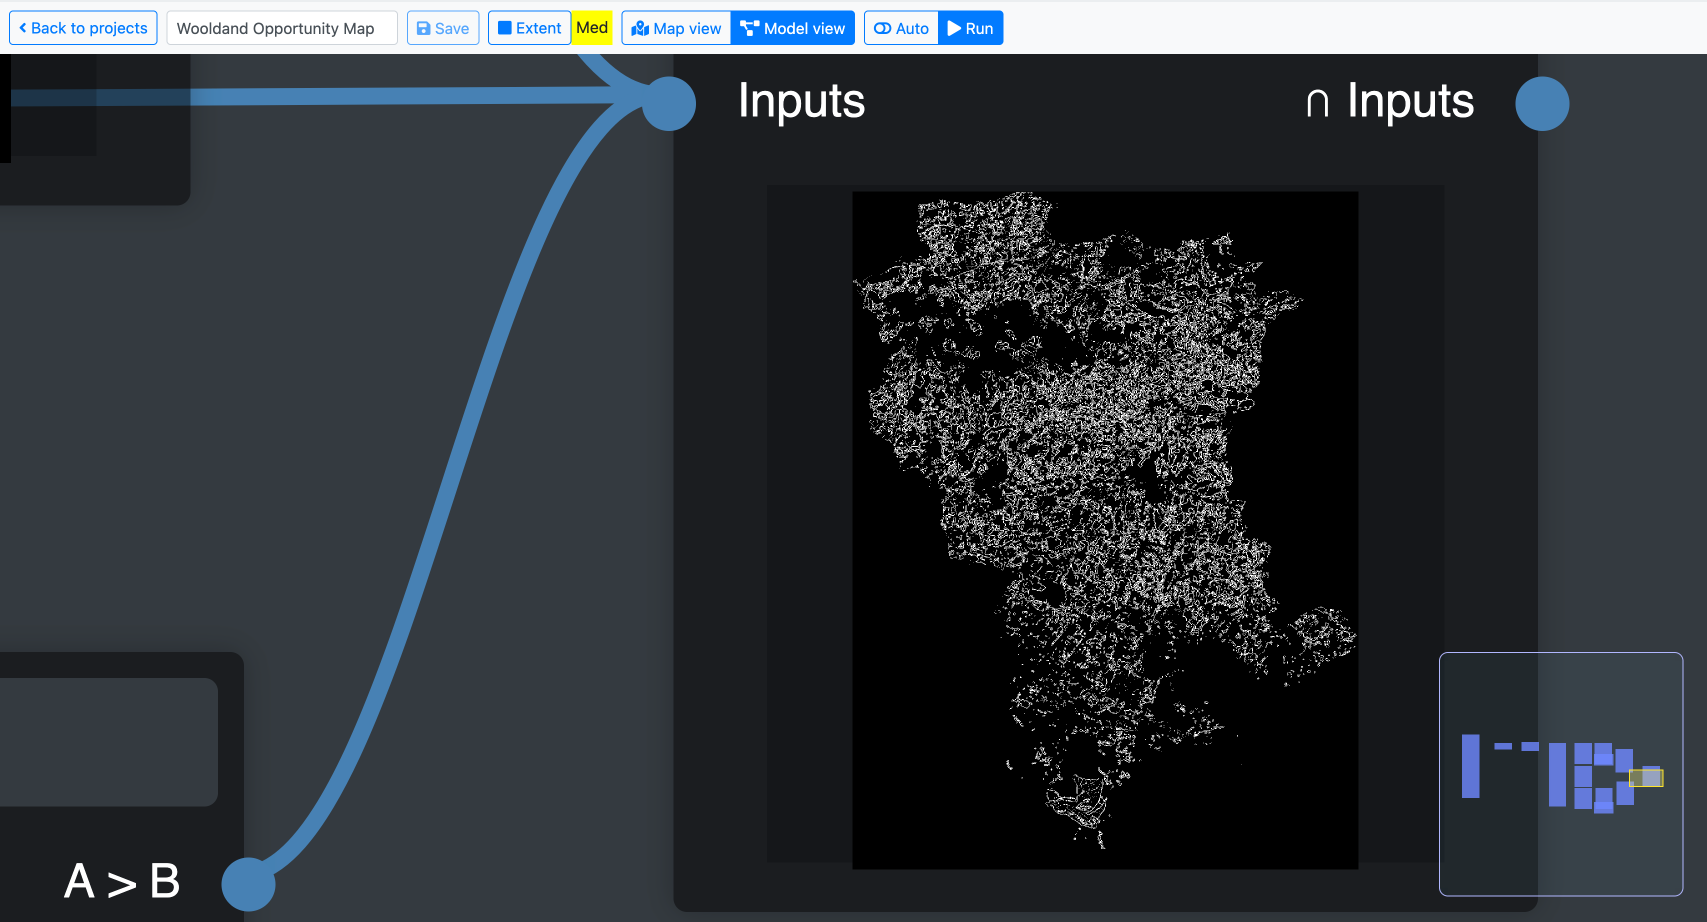 Back to projects
Wooldand Opportunity Map
Save
Extent
Med
Map view
Model view
Auto
Run
Inputs
∩ Inputs
A > B